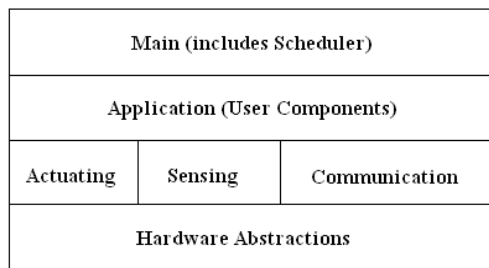 Main (includes Scheduler)
Application (User Components)
Actuating
Sensing
Communication
Hardware Abstractions